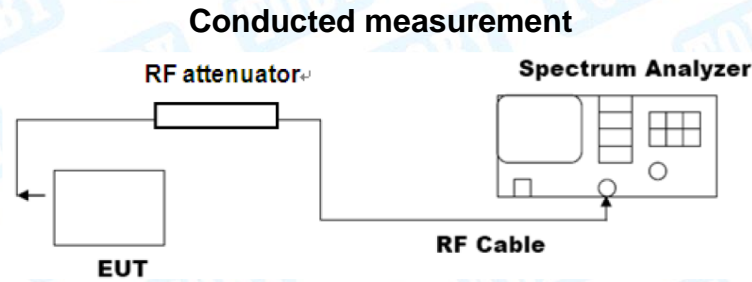 Conducted measurement
RF attenuator↵
Spectrum Analyzer
RF Cable
EUT